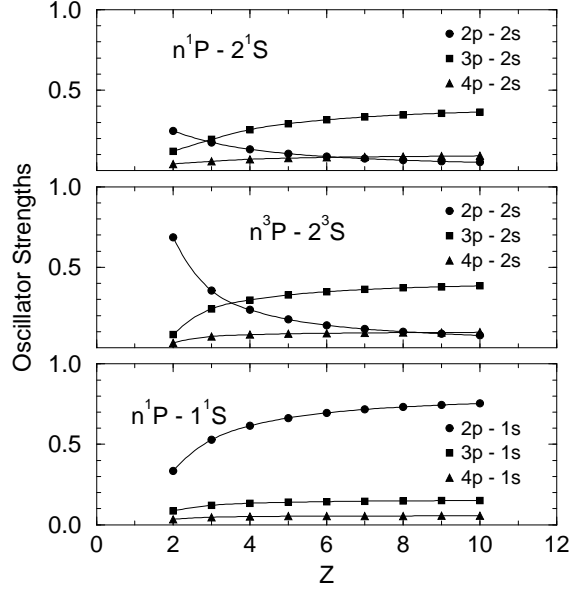 1.0
n¹P - 2¹S
2p - 2s
3p - 2s
4p - 2s
0.5
1.0
n³P - 2³S
2p - 2s
3p - 2s
4p - 2s
0.5
Oscillator Strengths
1.0
n¹P - 1¹S
2p - 1s
3p - 1s
4p - 1s
0.5
0.0
0 2 4 6 8 10 12
Z